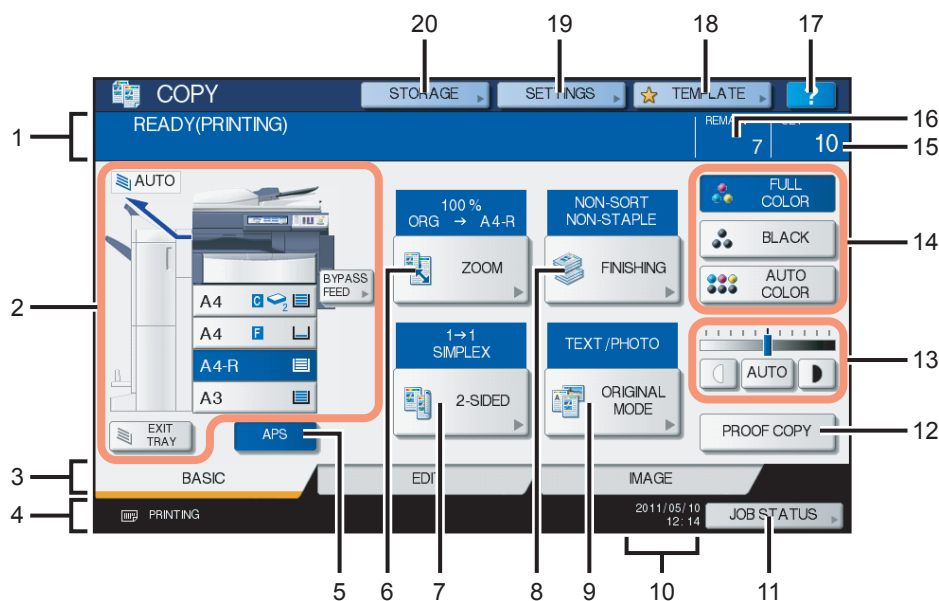 20 19 18 17
COPY STORAGE SETTINGS TEMPLATE ?
1 READY(PRINTING) 16
7 10 15
AUTO
100 %
ORG → A4-R
ZOOM
NON-SORT
NON-STAPLE
FINISHING
FULL
COLOR
BLACK
AUTO
COLOR
14
2
BYPASS
FEED
A4 C 2
A4 F
A4-R
A3
EXIT
TRAY
APS
1→1
SIMPLEX
2-SIDED
TEXT/PHOTO
ORIGINAL
MODE
AUTO
13
PROOF COPY 12
3 BASIC IMAGE
4 PRINTING
2011/05/10
12:14
JOB STATUS
5 6 7 8 9 10 11